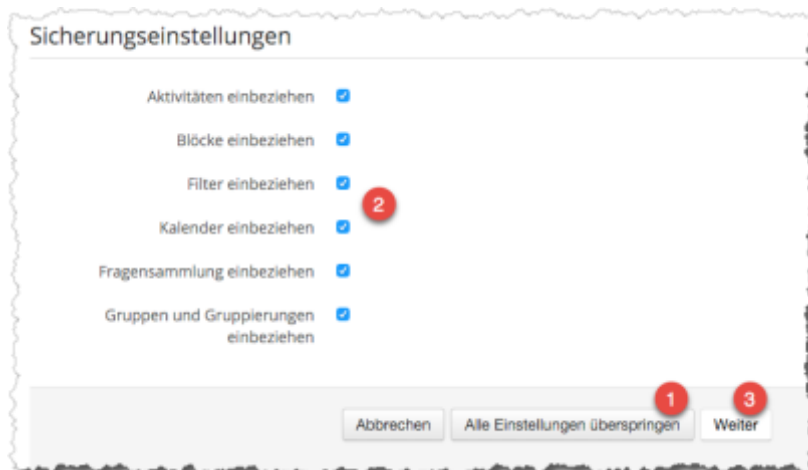 Sicherungseinstellungen
Aktivitäten einbeziehen
Blöcke einbeziehen
Filter einbeziehen
2
Kalender einbeziehen
Fragensammlung einbeziehen
Gruppen und Gruppierungen
einbeziehen
1
3
Abbrechen Alle Einstellungen überspringen Weiter